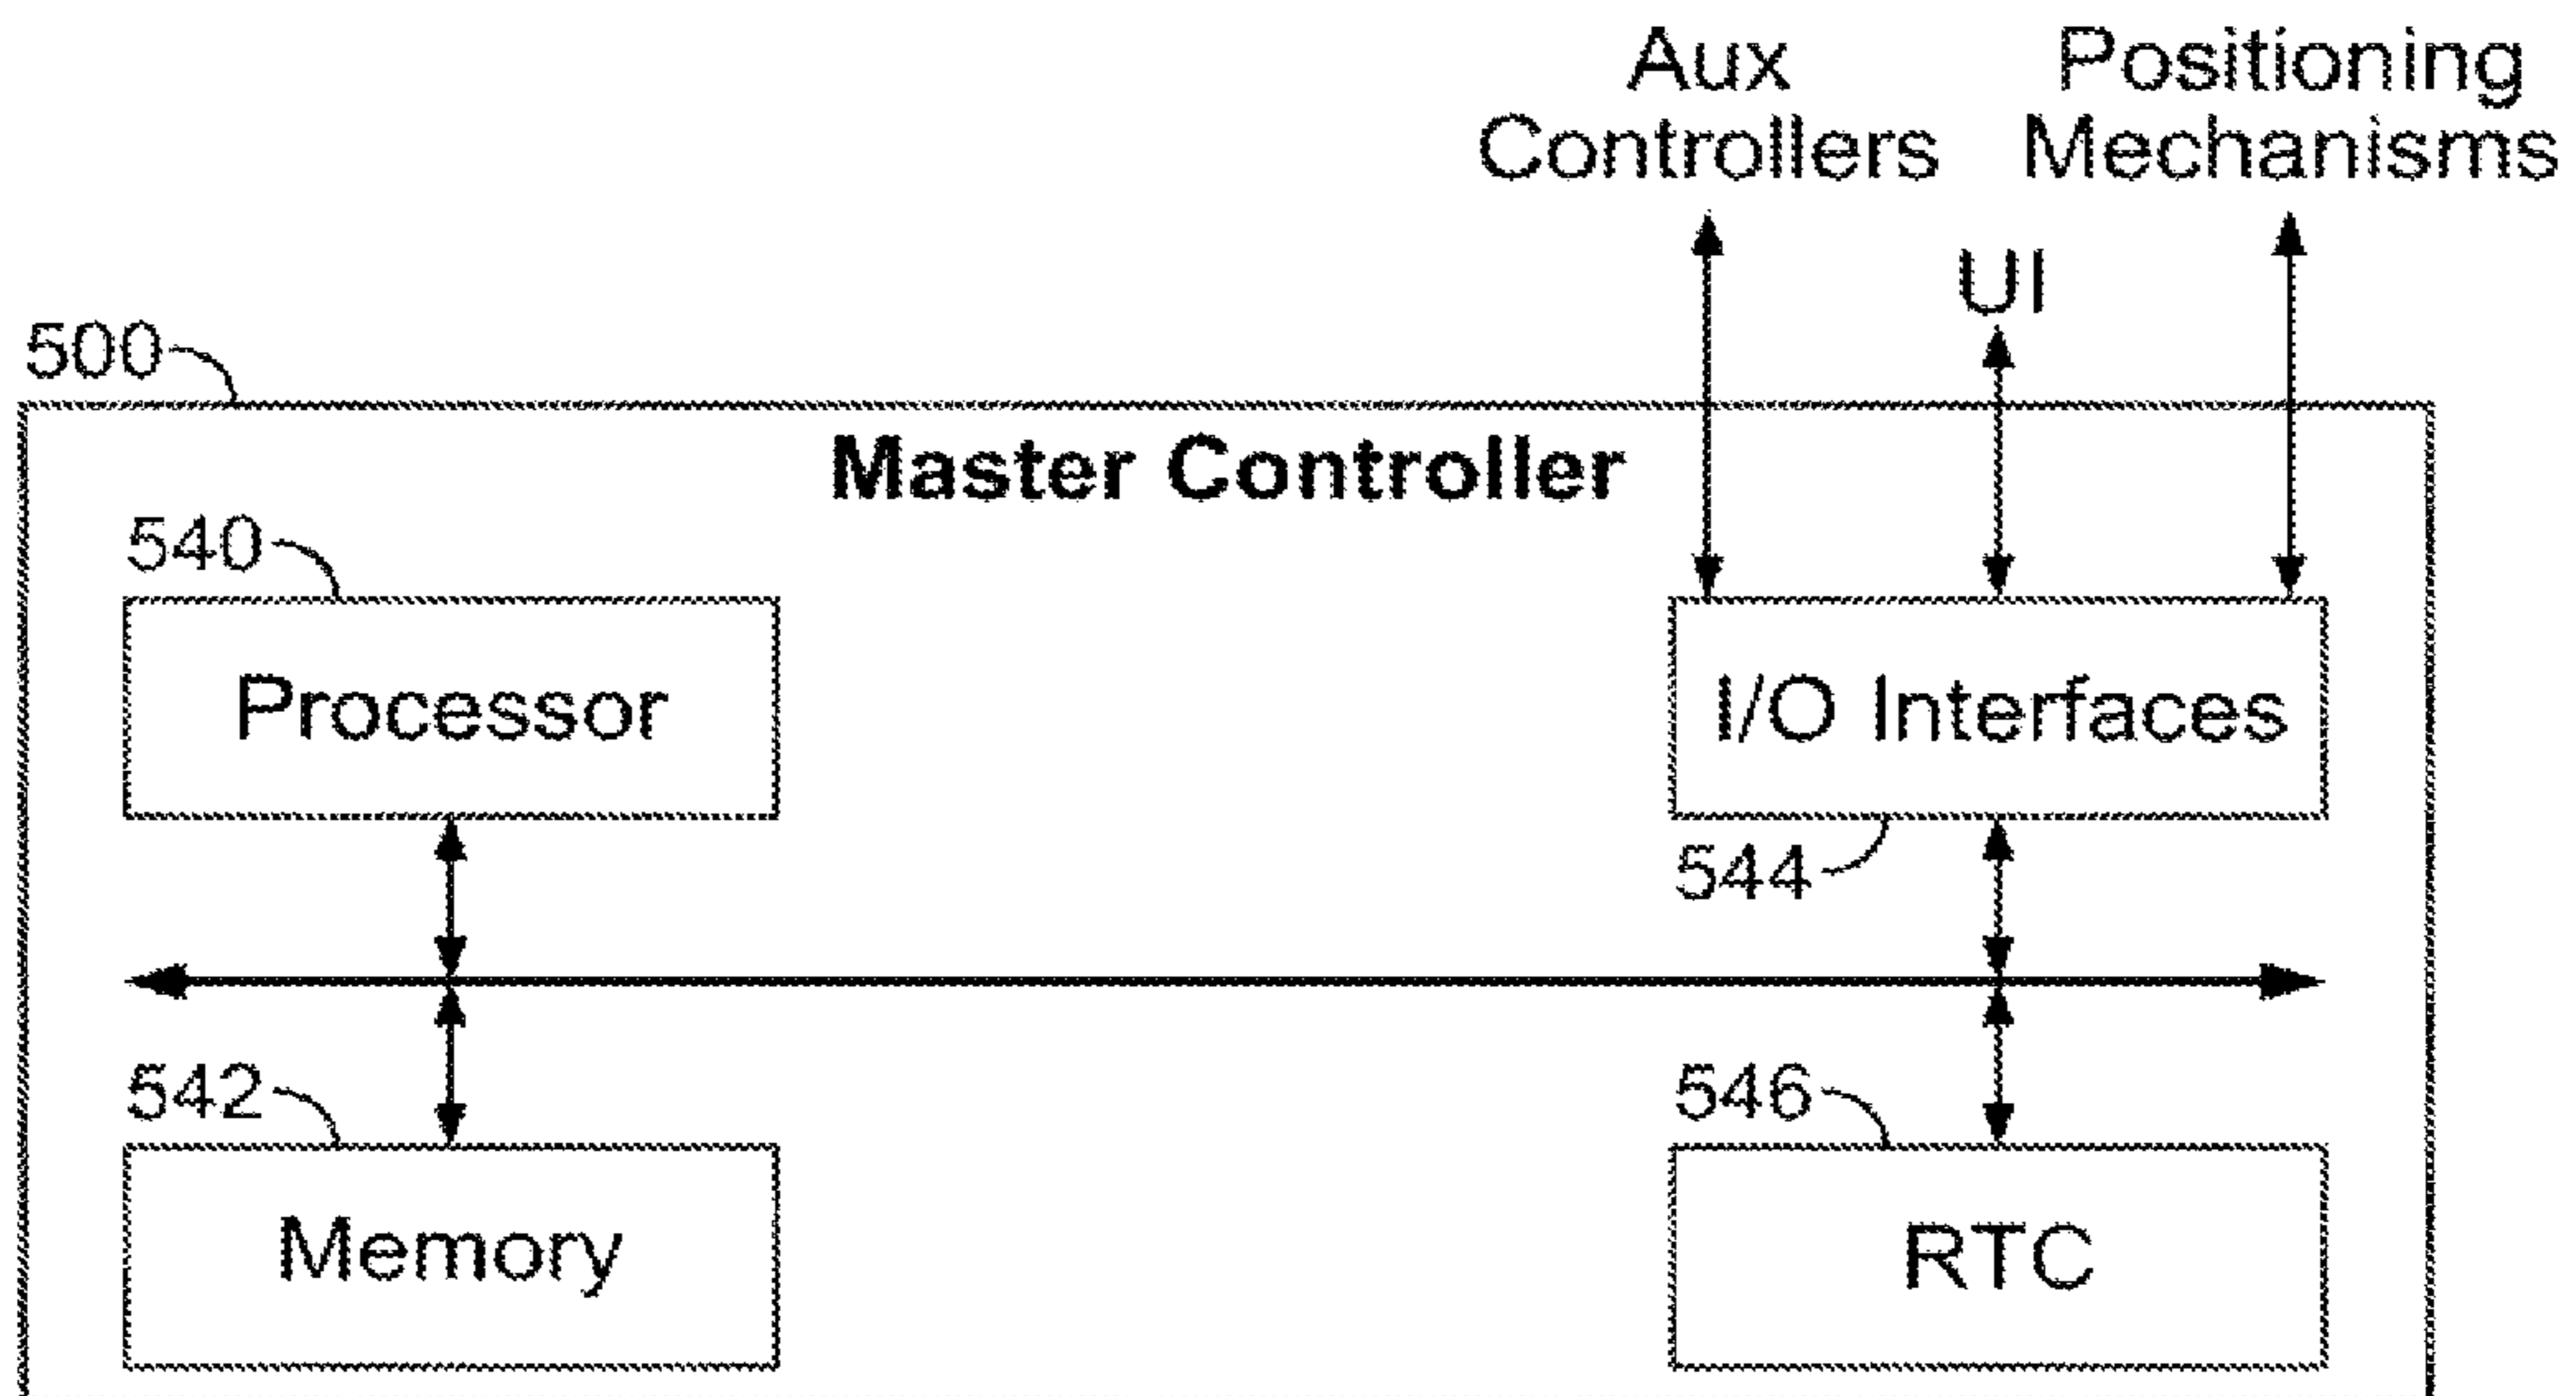 Aux
Controllers
Positioning
Mechanisms
UI
500
Master Controller
540
Processor
I/O Interfaces
544
542
546
Memory
RTC